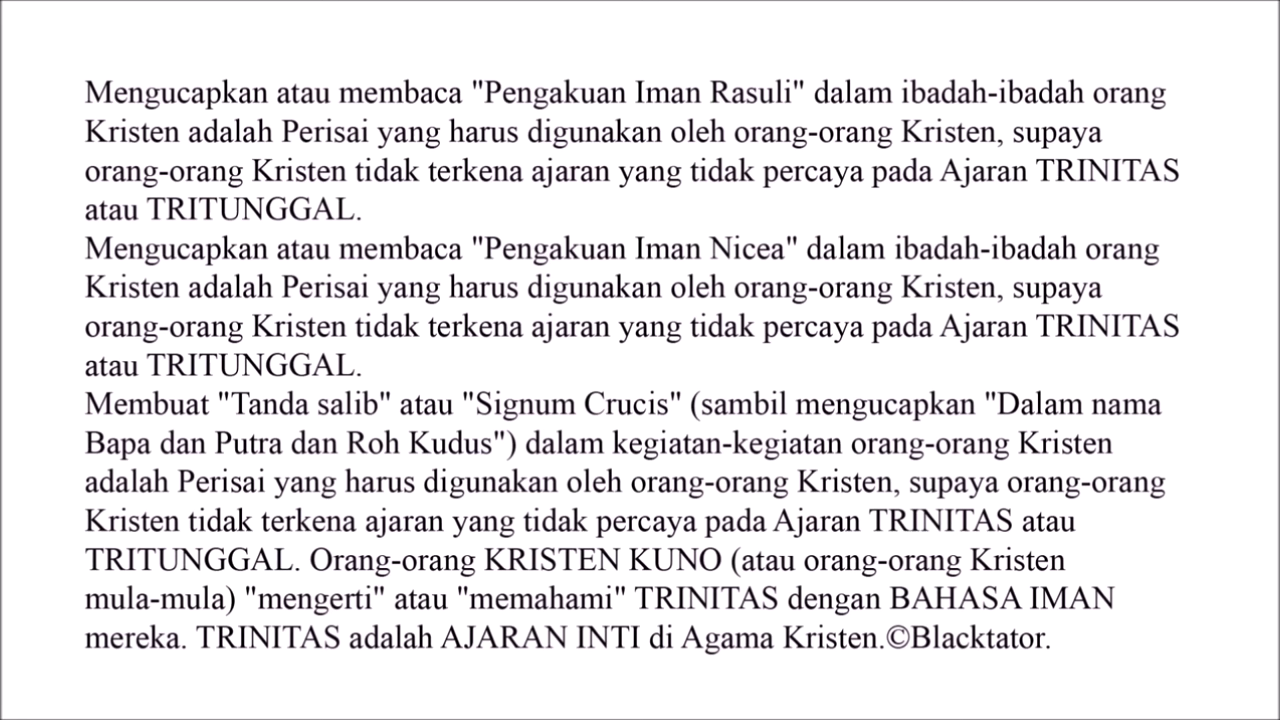 Mengucapkan atau membaca "Pengakuan Iman Rasuli" dalam ibadah-ibadah orang
Kristen adalah Perisai yang harus digunakan oleh orang-orang Kristen, supaya
orang-orang Kristen tidak terkena ajaran yang tidak percaya pada Ajaran TRINITAS
atau TRITUNGGAL.
Mengucapkan atau membaca "Pengakuan Iman Nicea" dalam ibadah-ibadah orang
Kristen adalah Perisai yang harus digunakan oleh orang-orang Kristen, supaya
orang-orang Kristen tidak terkena ajaran yang tidak percaya pada Ajaran TRINITAS
atau TRITUNGGAL.
Membuat "Tanda salib" atau "Signum Crucis" (sambil mengucapkan "Dalam nama
Bapa dan Putra dan Roh Kudus") dalam kegiatan-kegiatan orang-orang Kristen
adalah Perisai yang harus digunakan oleh orang-orang Kristen, supaya orang-orang
Kristen tidak terkena ajaran yang tidak percaya pada Ajaran TRINITAS atau
TRITUNGGAL. Orang-orang KRISTEN KUNO (atau orang-orang Kristen
mula-mula) "mengerti" atau "memahami" TRINITAS dengan BAHASA IMAN
mereka. TRINITAS adalah AJARAN INTI di Agama Kristen.©Blacktator.